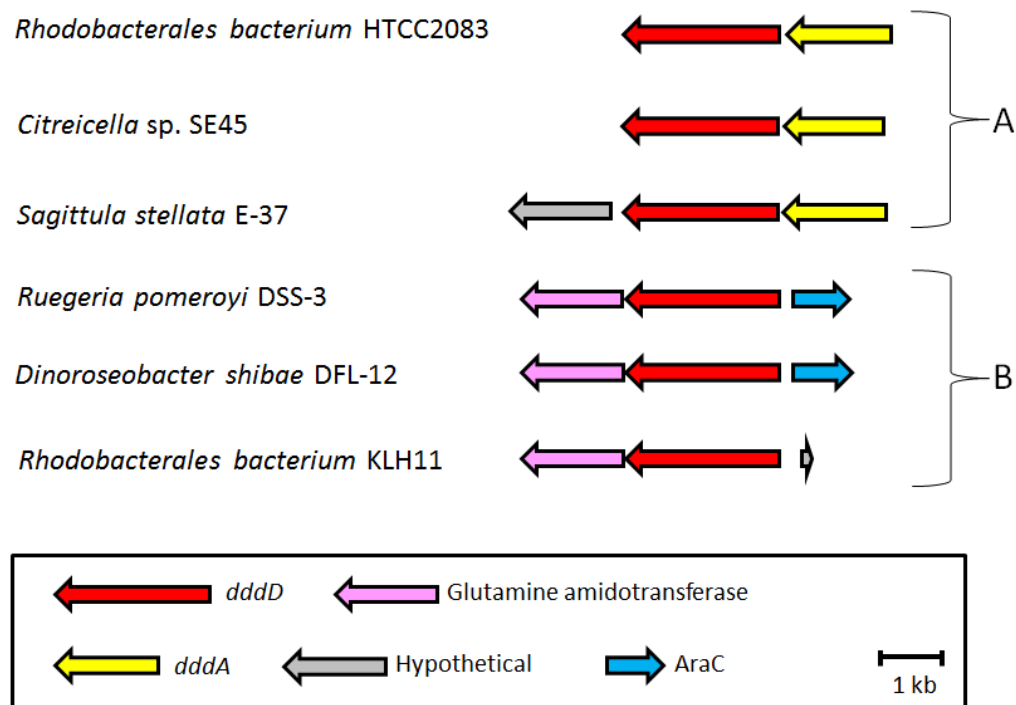 Rhodobacterales bacterium HTCC2083
A
Citreicella sp. SE45
Sagittula stellata E-37
Ruegeria pomeroyi DSS-3
Dinoroseobacter shibae DFL-12
B
Rhodobacterales bacterium KLH11
dddD
Glutamine amidotransferase
dddA
Hypothetical
AraC
1 kb